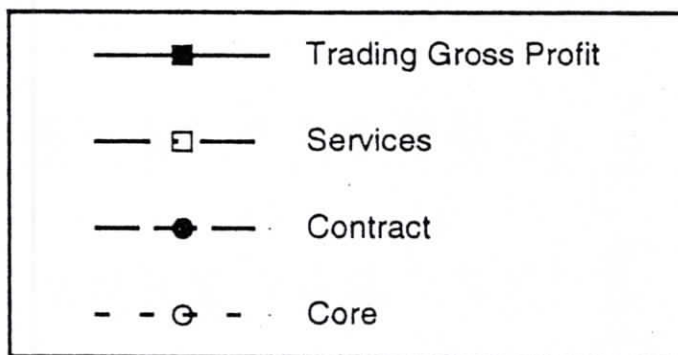 Trading Gross Profit
Services
Contract
Core